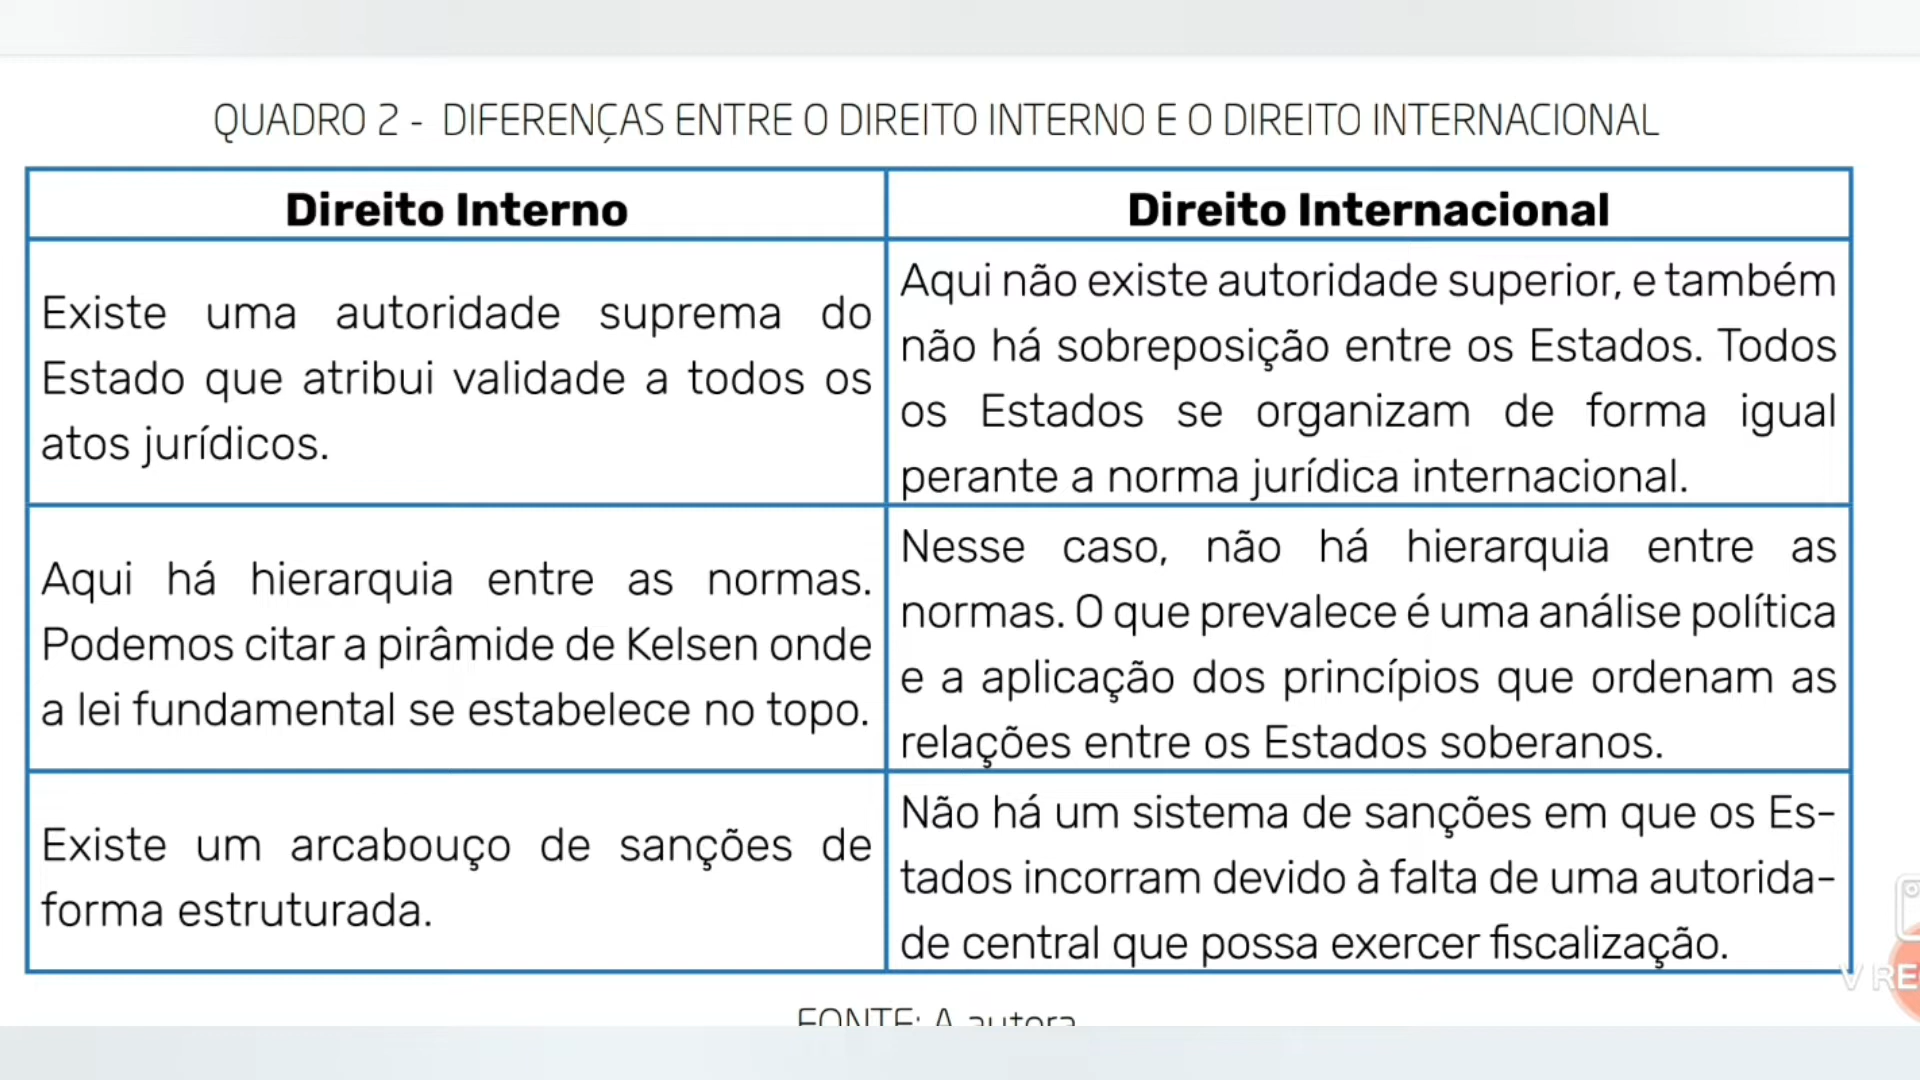 QUADRO 2 - DIFERENÇAS ENTRE O DIREITO INTERNO E O DIREITO INTERNACIONAL
Direito Interno
Direito Internacional
Existe uma autoridade suprema do
Estado que atribui validade a todos os
atos jurídicos.
Aqui não existe autoridade superior, e também
não há sobreposição entre os Estados. Todos
os Estados se organizam de forma igual
perante a norma jurídica internacional.
Aqui há hierarquia entre as normas.
Podemos citar a pirâmide de Kelsen onde
a lei fundamental se estabelece no topo.
Nesse caso, não há hierarquia entre as
normas. O que prevalece é uma análise política
e a aplicação dos princípios que ordenam as
relações entre os Estados soberanos.
Existe um arcabouço de sanções de
forma estruturada.
Não há um sistema de sanções em que os Es-
tados incorram devido à falta de uma autorida-
de central que possa exercer fiscalização.
FONTE: A autora
V RE